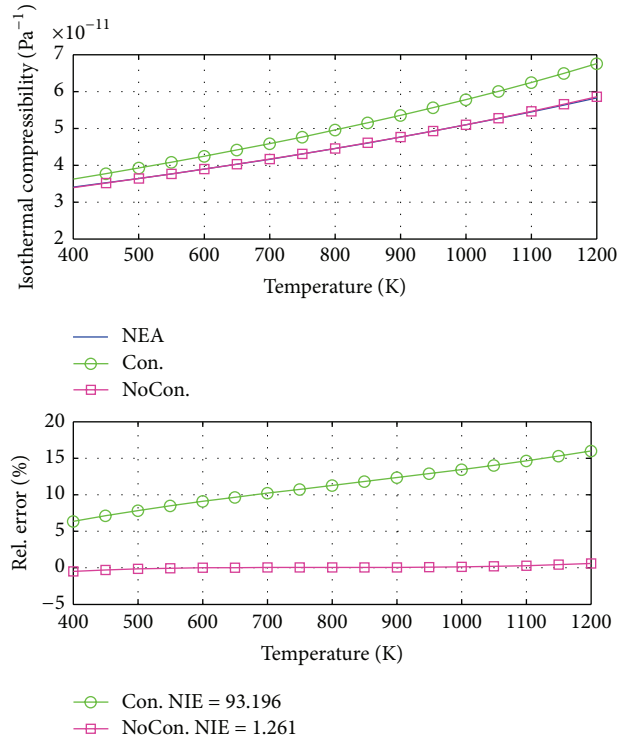 ×10⁻¹¹
Isothermal compressibility (Pa⁻¹)
7
6
5
4
3
2
400 500 600 700 800 900 1000 1100 1200
Temperature (K)
NEA
Con.
NoCon.
Rel. error (%)
20
15
10
5
0
−5
400 500 600 700 800 900 1000 1100 1200
Temperature (K)
Con. NIE = 93.196
NoCon. NIE = 1.261